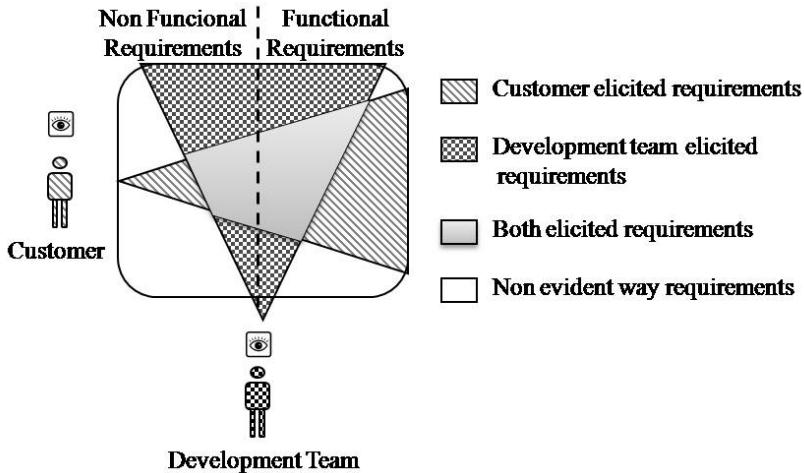 Non Funcional
Requirements
Functional
Requirements
Customer
Development Team
Customer elicited requirements
Development team elicited
requirements
Both elicited requirements
Non evident way requirements